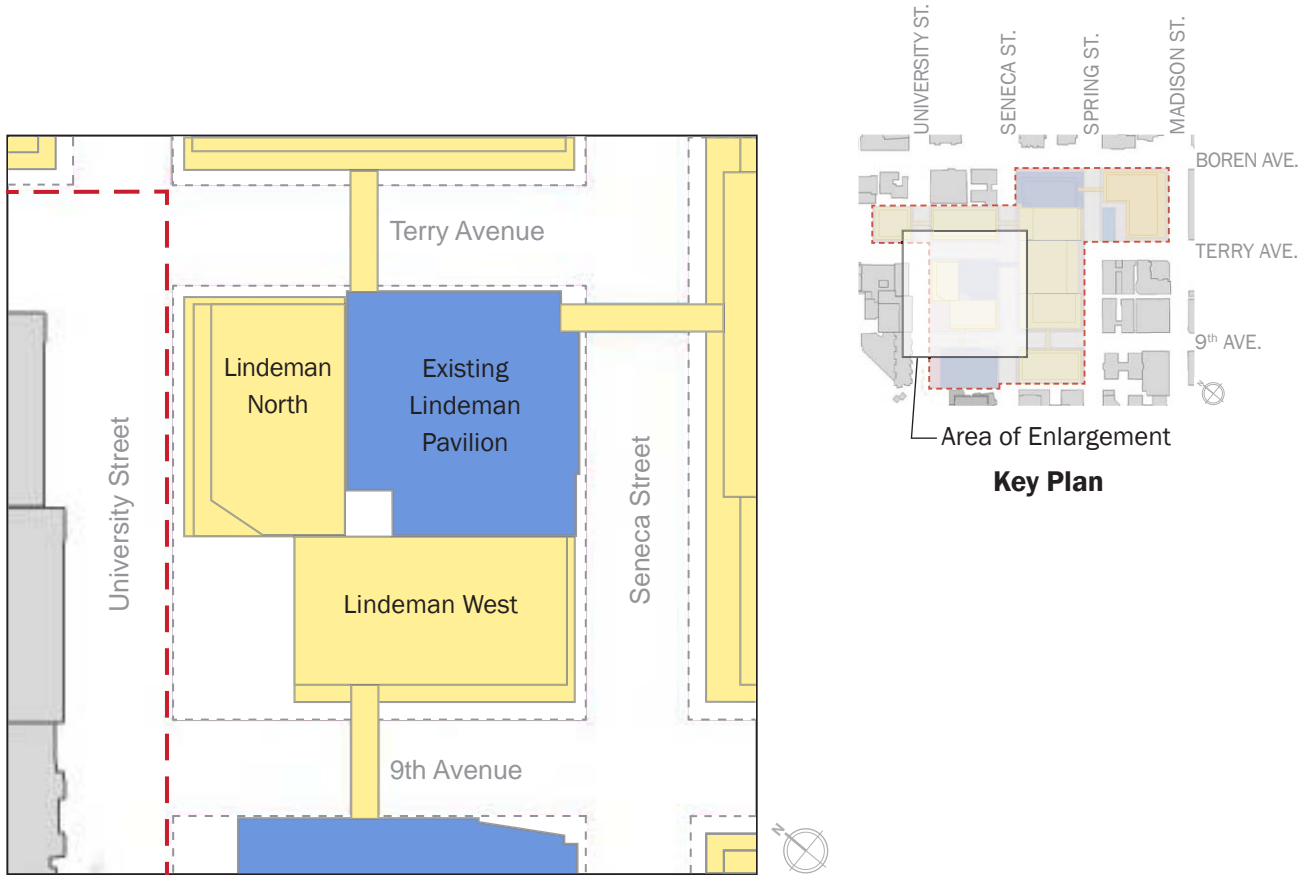 Terry Avenue
Lindeman
North
Existing
Lindeman
Pavilion
University Street
Seneca Street
Lindeman West
9th Avenue
N
UNIVERSITY ST.
SENECA ST.
SPRING ST.
MADISON ST.
BOREN AVE.
TERRY AVE.
9th AVE.
N
Area of Enlargement
Key Plan